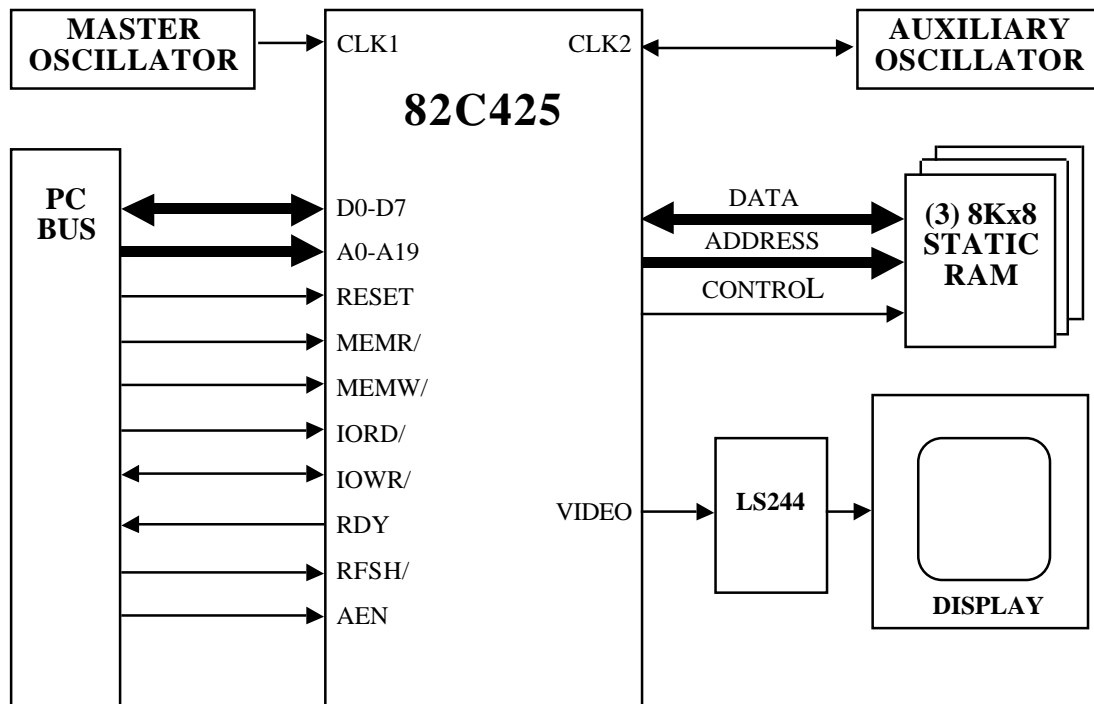 MASTER
OSCILLATOR
CLK1
CLK2
AUXILIARY
OSCILLATOR
82C425
PC
BUS
D0-D7
A0-A19
RESET
MEMR/
MEMW/
IORD/
IOWR/
RDY
RFSH/
AEN
DATA
ADDRESS
CONTROL
(3) 8Kx8
STATIC
RAM
VIDEO
LS244
DISPLAY